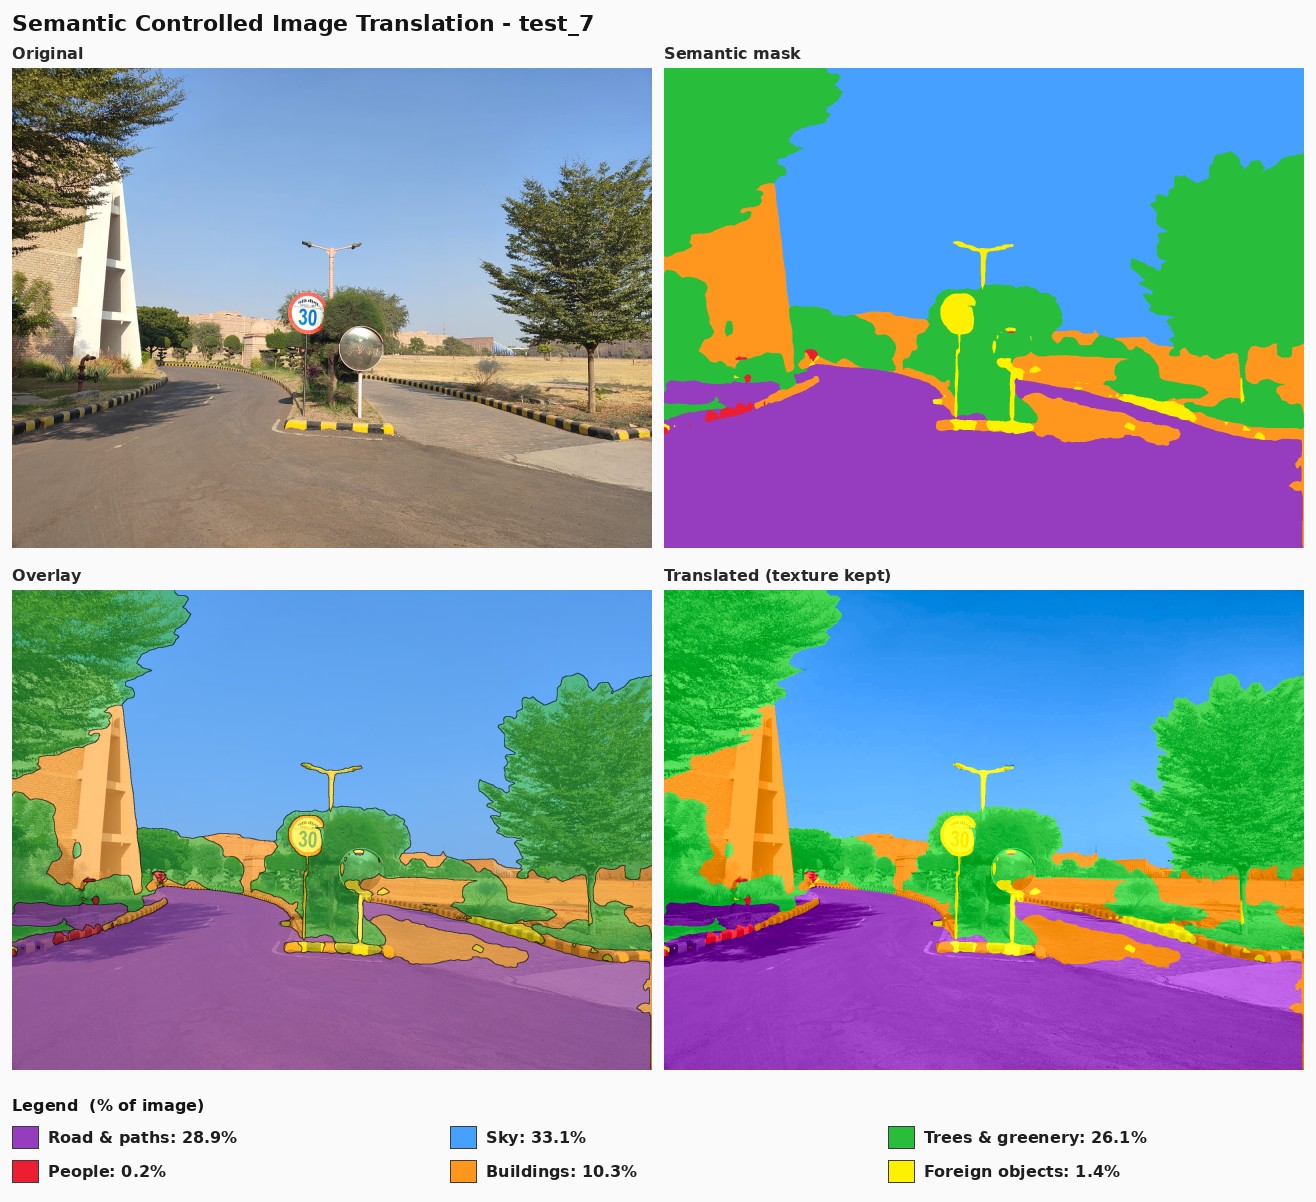 Semantic Controlled Image Translation - test_7
Original
Semantic mask
30
Overlay
Translated (texture kept)
30
30
Legend (% of image)
Road & paths: 28.9%
Sky: 33.1%
Trees & greenery: 26.1%
People: 0.2%
Buildings: 10.3%
Foreign objects: 1.4%